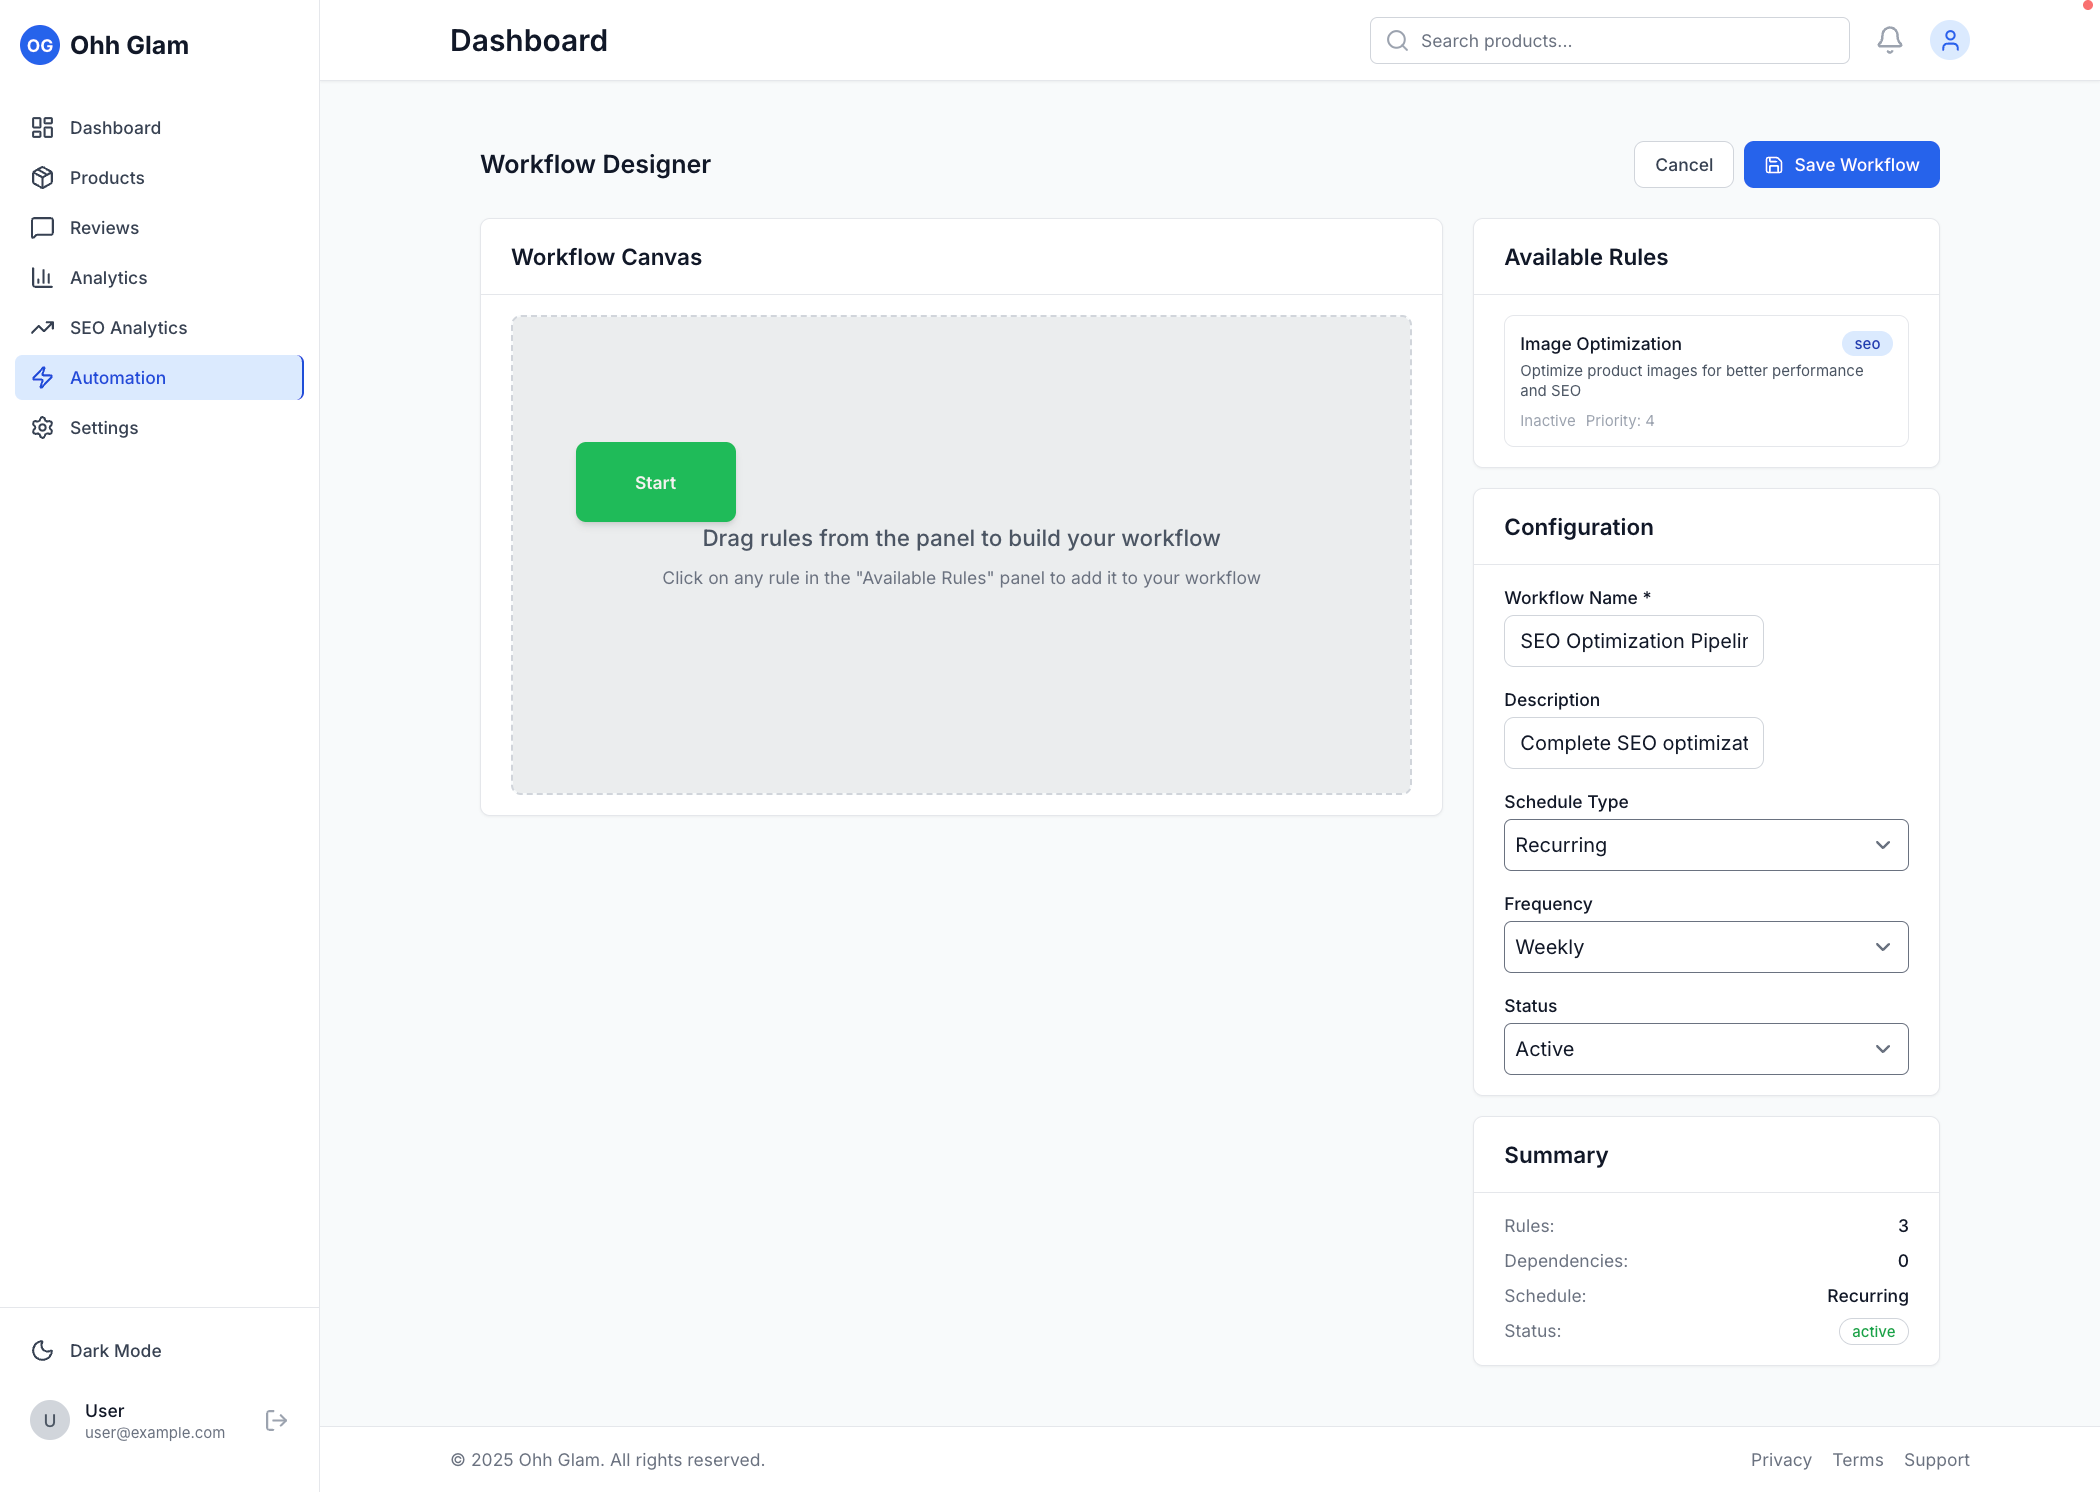 OG Ohh Glam
Dashboard
Products
Reviews
Analytics
SEO Analytics
Automation
Settings
Dark Mode
U
User
user@example.com
Dashboard
Search products...
Workflow Designer
Cancel
Save Workflow
Workflow Canvas
Start
Drag rules from the panel to build your workflow
Click on any rule in the "Available Rules" panel to add it to your workflow
Available Rules
Image Optimization seo
Optimize product images for better performance
and SEO
Inactive Priority: 4
Configuration
Workflow Name *
SEO Optimization Pipelin
Description
Complete SEO optimizat
Schedule Type
Recurring
Frequency
Weekly
Status
Active
Summary
Rules: 3
Dependencies: 0
Schedule: Recurring
Status: active
© 2025 Ohh Glam. All rights reserved.
Privacy Terms Support